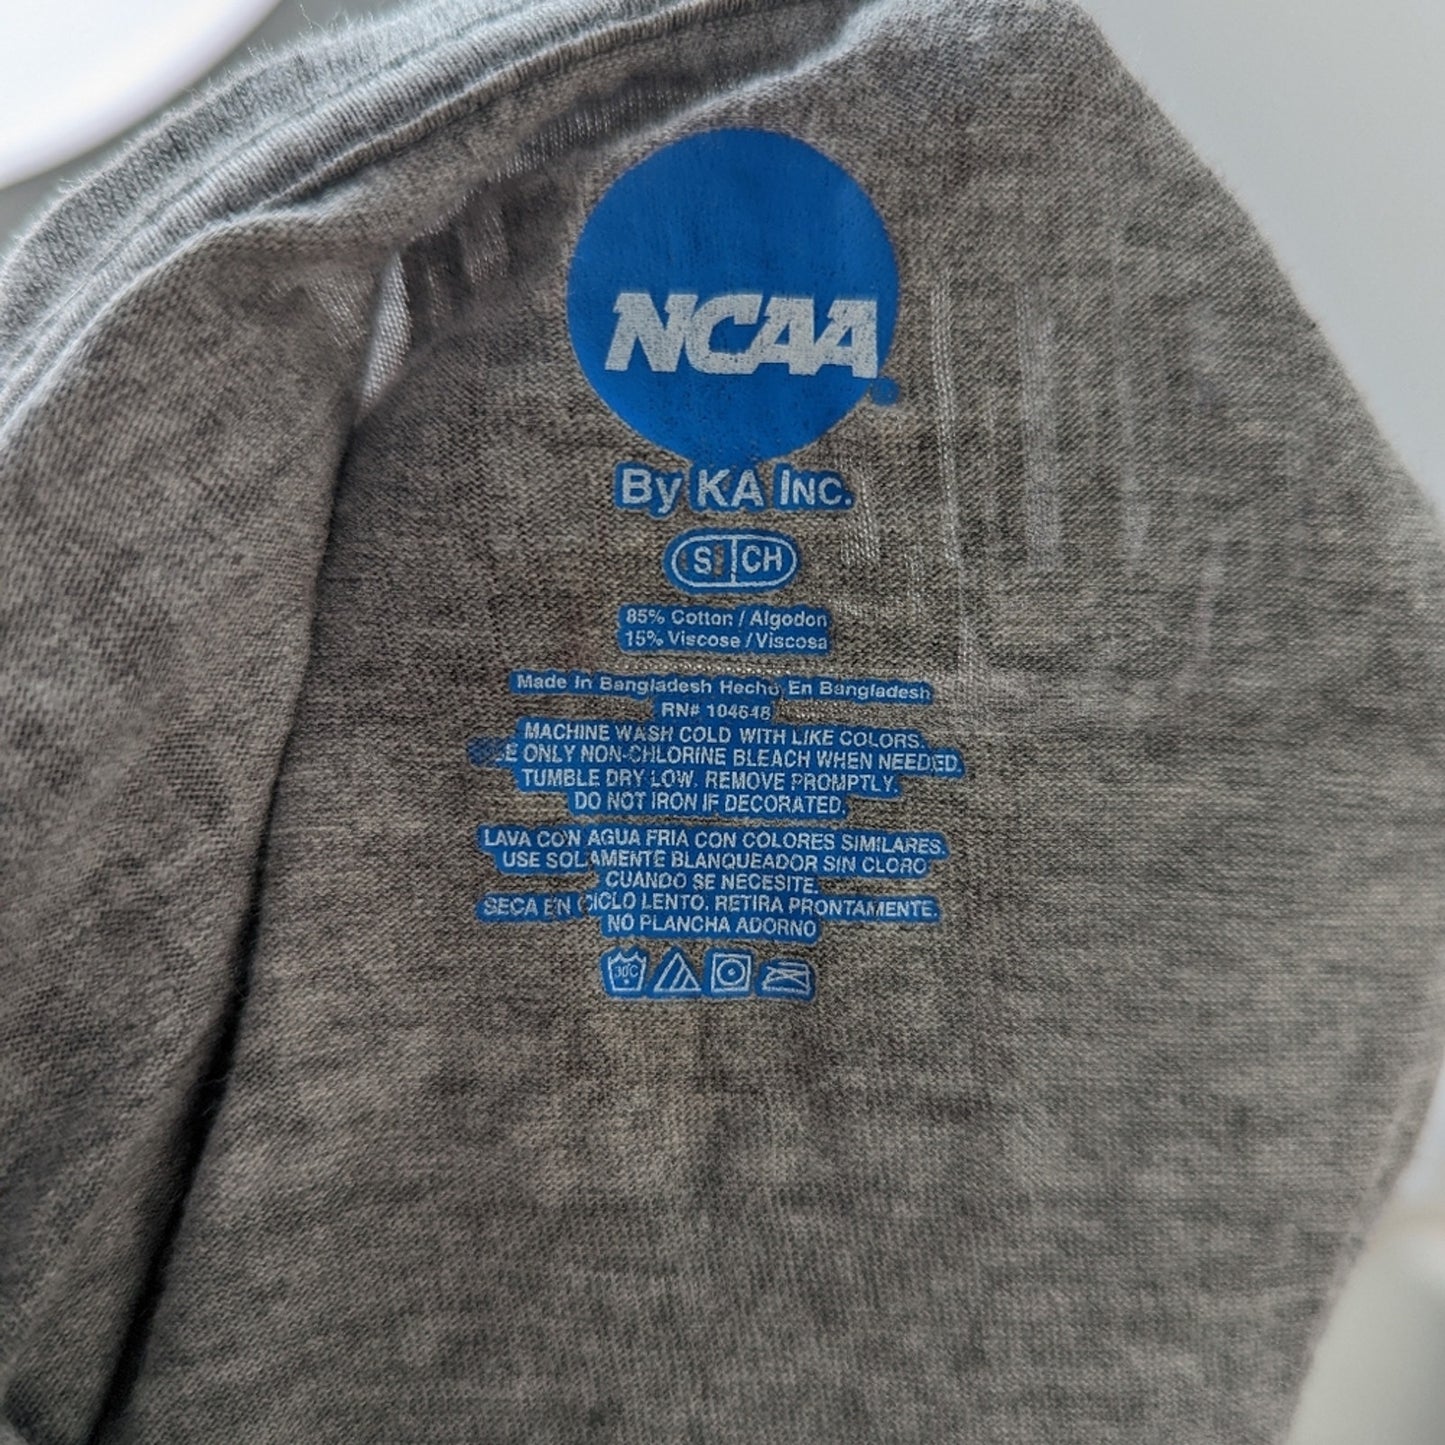 NCAA®
By KA Inc.
S CH
85% Cotton / Algodon
15% Viscose / Viscosa
Made In Bangladesh Hecho En Bangladesh
RN# 104648
MACHINE WASH COLD WITH LIKE COLORS.
ONLY NON-CHLORINE BLEACH WHEN NEEDED.
TUMBLE DRY LOW. REMOVE PROMPTLY.
DO NOT IRON IF DECORATED.
LAVA CON AGUA FRIA CON COLORES SIMILARES.
USE SOLAMENTE BLANQUEADOR SIN CLORO
CUANDO SE NECESITE.
SECA EN CICLO LENTO. RETIRA PRONTAMENTE.
NO PLANCHA ADORNO
30°C